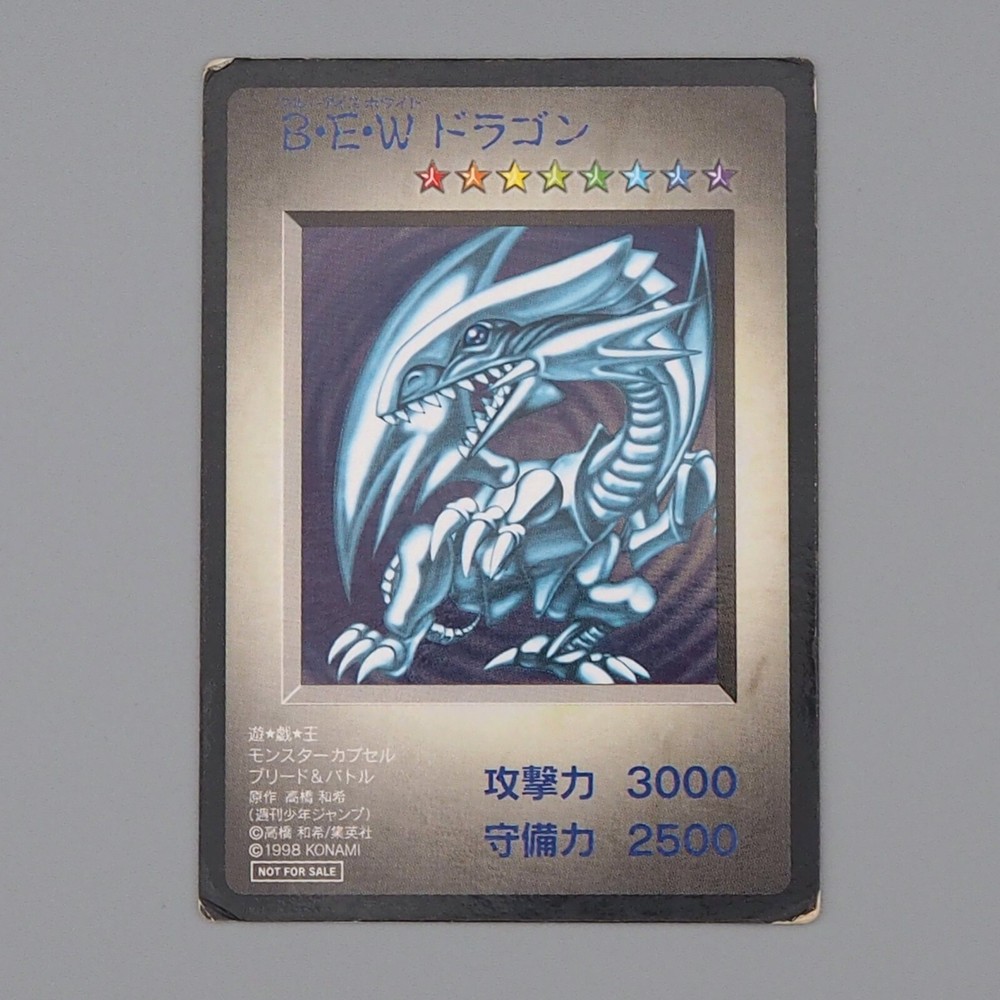 ブルーアイズ ホワイト
B・E・W ドラゴン
攻撃力 3000
守備力 2500
遊★戯★王
モンスターカプセル
ブリード&バトル
原作 高橋 和希
(週刊少年ジャンプ)
©高橋 和希/集英社
©1998 KONAMI
NOT FOR SALE